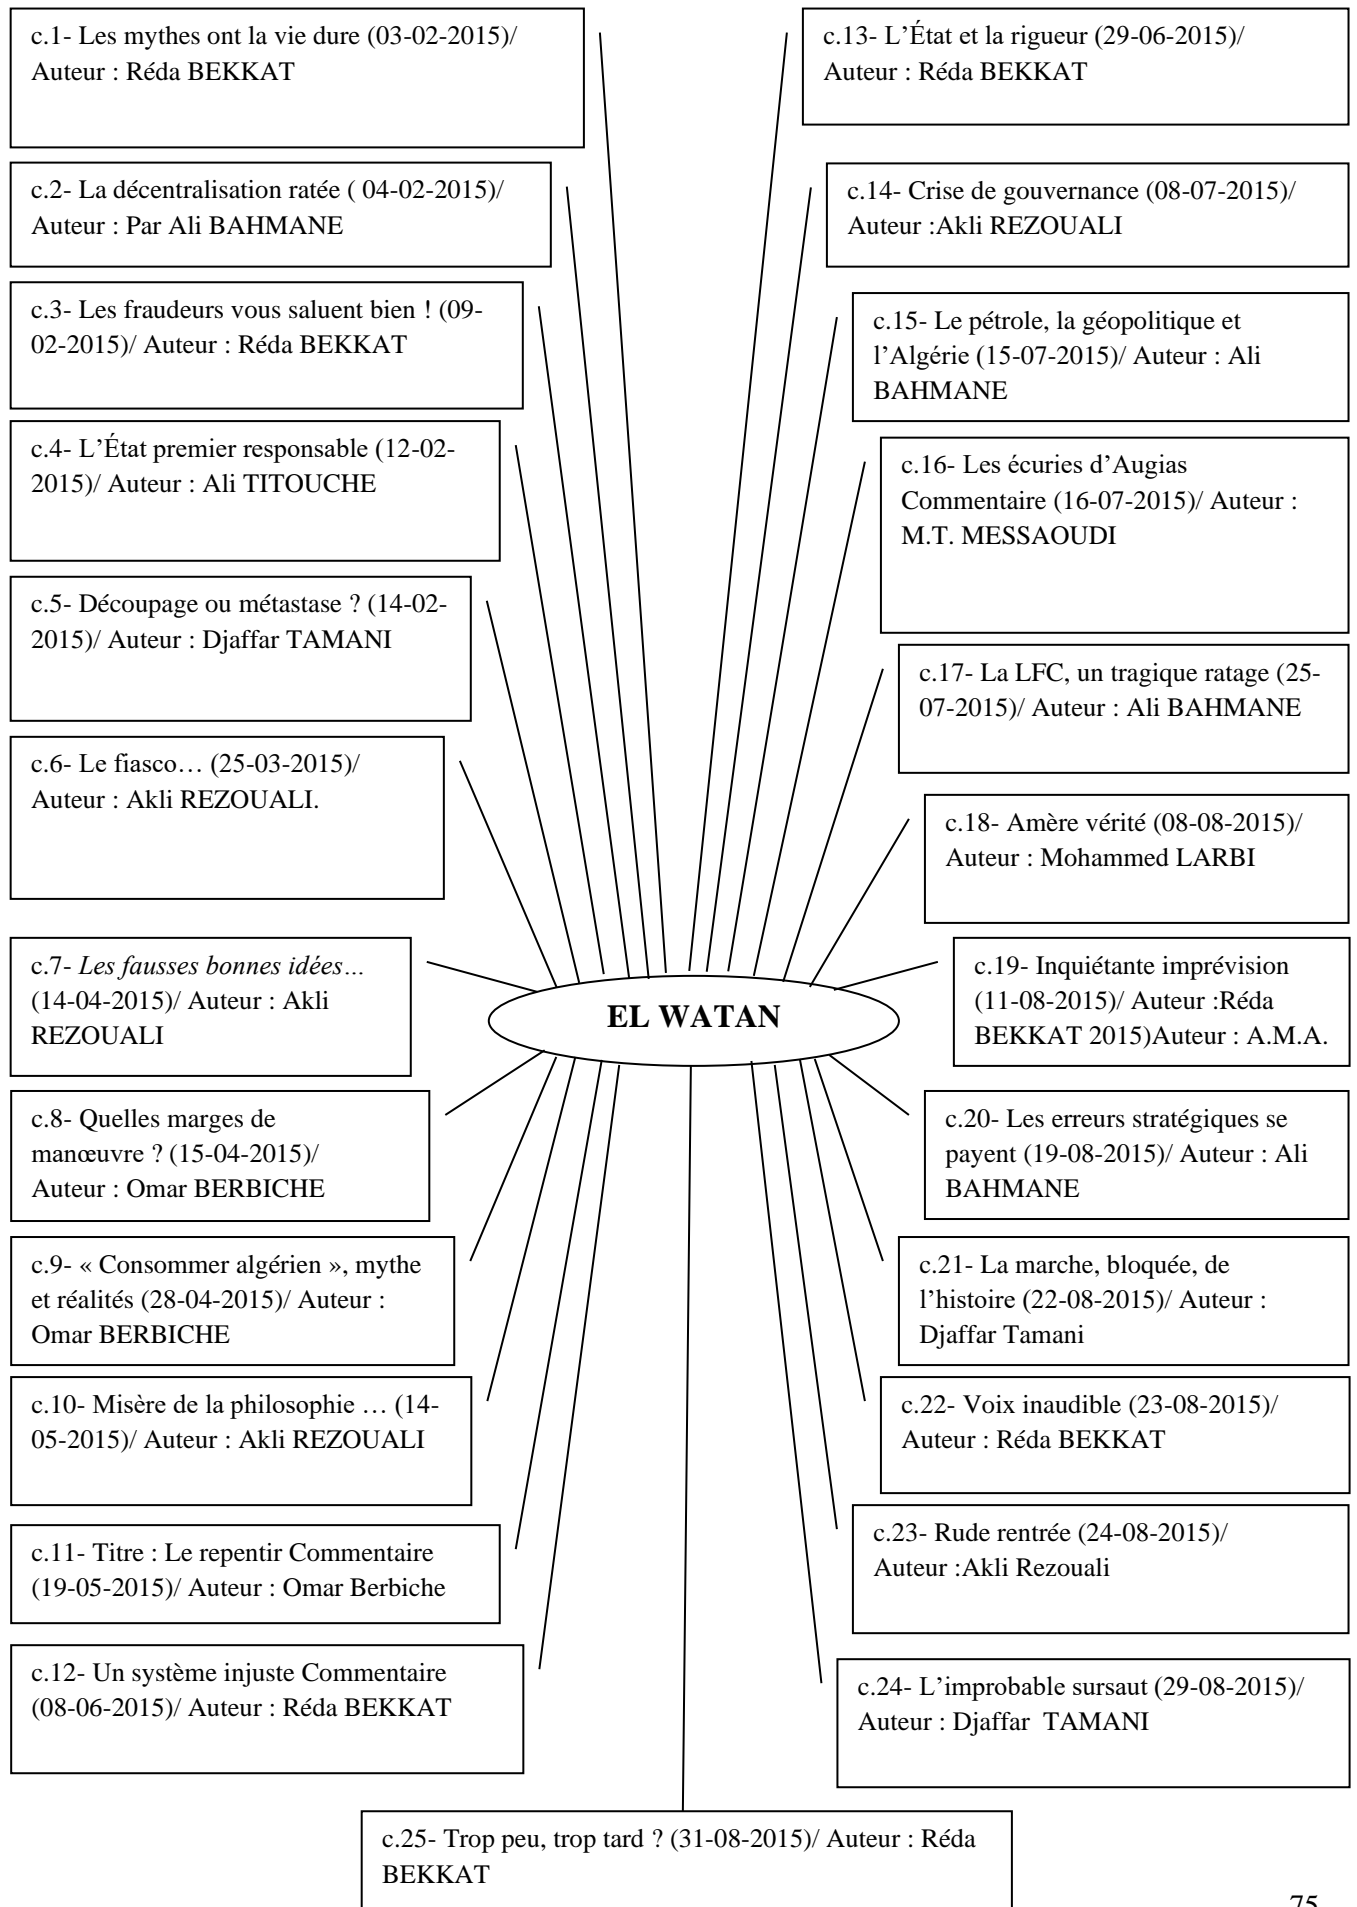 c.1- Les mythes ont la vie dure (03-02-2015)/
Auteur : Réda BEKKAT
c.2- La décentralisation ratée ( 04-02-2015)/
Auteur : Par Ali BAHMANE
c.3- Les fraudeurs vous saluent bien ! (09-
02-2015)/ Auteur : Réda BEKKAT
c.4- L’État premier responsable (12-02-
2015)/ Auteur : Ali TITOUCHE
c.5- Découpage ou métastase ? (14-02-
2015)/ Auteur : Djaffar TAMANI
c.6- Le fiasco… (25-03-2015)/
Auteur : Akli REZOUALI.
c.7- Les fausses bonnes idées…
(14-04-2015)/ Auteur : Akli
REZOUALI
c.8- Quelles marges de
manœuvre ? (15-04-2015)/
Auteur : Omar BERBICHE
c.9- « Consommer algérien », mythe
et réalités (28-04-2015)/ Auteur :
Omar BERBICHE
c.10- Misère de la philosophie … (14-
05-2015)/ Auteur : Akli REZOUALI
c.11- Titre : Le repentir Commentaire
(19-05-2015)/ Auteur : Omar Berbiche
c.12- Un système injuste Commentaire
(08-06-2015)/ Auteur : Réda BEKKAT
EL WATAN
c.13- L’État et la rigueur (29-06-2015)/
Auteur : Réda BEKKAT
c.14- Crise de gouvernance (08-07-2015)/
Auteur :Akli REZOUALI
c.15- Le pétrole, la géopolitique et
l’Algérie (15-07-2015)/ Auteur : Ali
BAHMANE
c.16- Les écuries d’Augias
Commentaire (16-07-2015)/ Auteur :
M.T. MESSAOUDI
c.17- La LFC, un tragique ratage (25-
07-2015)/ Auteur : Ali BAHMANE
c.18- Amère vérité (08-08-2015)/
Auteur : Mohammed LARBI
c.19- Inquiétante imprévision
(11-08-2015)/ Auteur :Réda
BEKKAT 2015)Auteur : A.M.A.
c.20- Les erreurs stratégiques se
payent (19-08-2015)/ Auteur : Ali
BAHMANE
c.21- La marche, bloquée, de
l’histoire (22-08-2015)/ Auteur :
Djaffar Tamani
c.22- Voix inaudible (23-08-2015)/
Auteur : Réda BEKKAT
c.23- Rude rentrée (24-08-2015)/
Auteur :Akli Rezouali
c.24- L’improbable sursaut (29-08-2015)/
Auteur : Djaffar  TAMANI
c.25- Trop peu, trop tard ? (31-08-2015)/ Auteur : Réda
BEKKAT
75